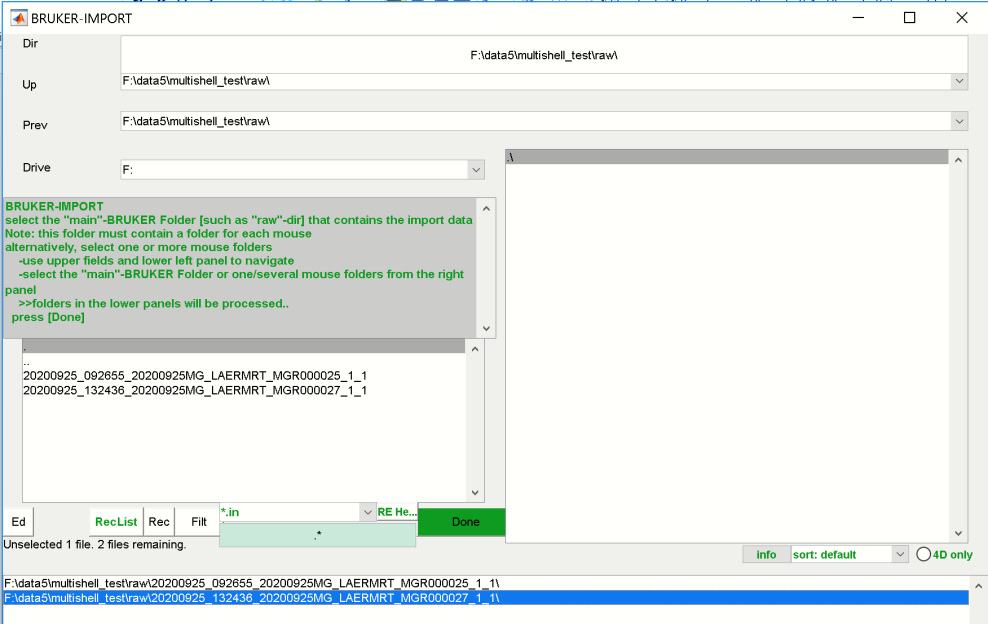 BRUKER-IMPORT
Dir
F:\data5\multishell_test\raw\
Up
F:\data5\multishell_test\raw\
Prev
F:\data5\multishell_test\raw\
Drive
F:
.\
BRUKER-IMPORT
select the "main"-BRUKER Folder [such as "raw"-dir] that contains the import data
Note: this folder must contain a folder for each mouse
alternatively, select one or more mouse folders
-use upper fields and lower left panel to navigate
-select the "main"-BRUKER Folder or one/several mouse folders from the right
panel
>>folders in the lower panels will be processed..
press [Done]
.
..
20200925_092655_20200925MG_LAERMRT_MGR000025_1_1
20200925_132436_20200925MG_LAERMRT_MGR000027_1_1
Ed
RecList
Rec
Filt
*.in
RE He...
.*
Done
Unselected 1 file. 2 files remaining.
info
sort: default
4D only
F:\data5\multishell_test\raw\20200925_092655_20200925MG_LAERMRT_MGR000025_1_1\
F:\data5\multishell_test\raw\20200925_132436_20200925MG_LAERMRT_MGR000027_1_1\